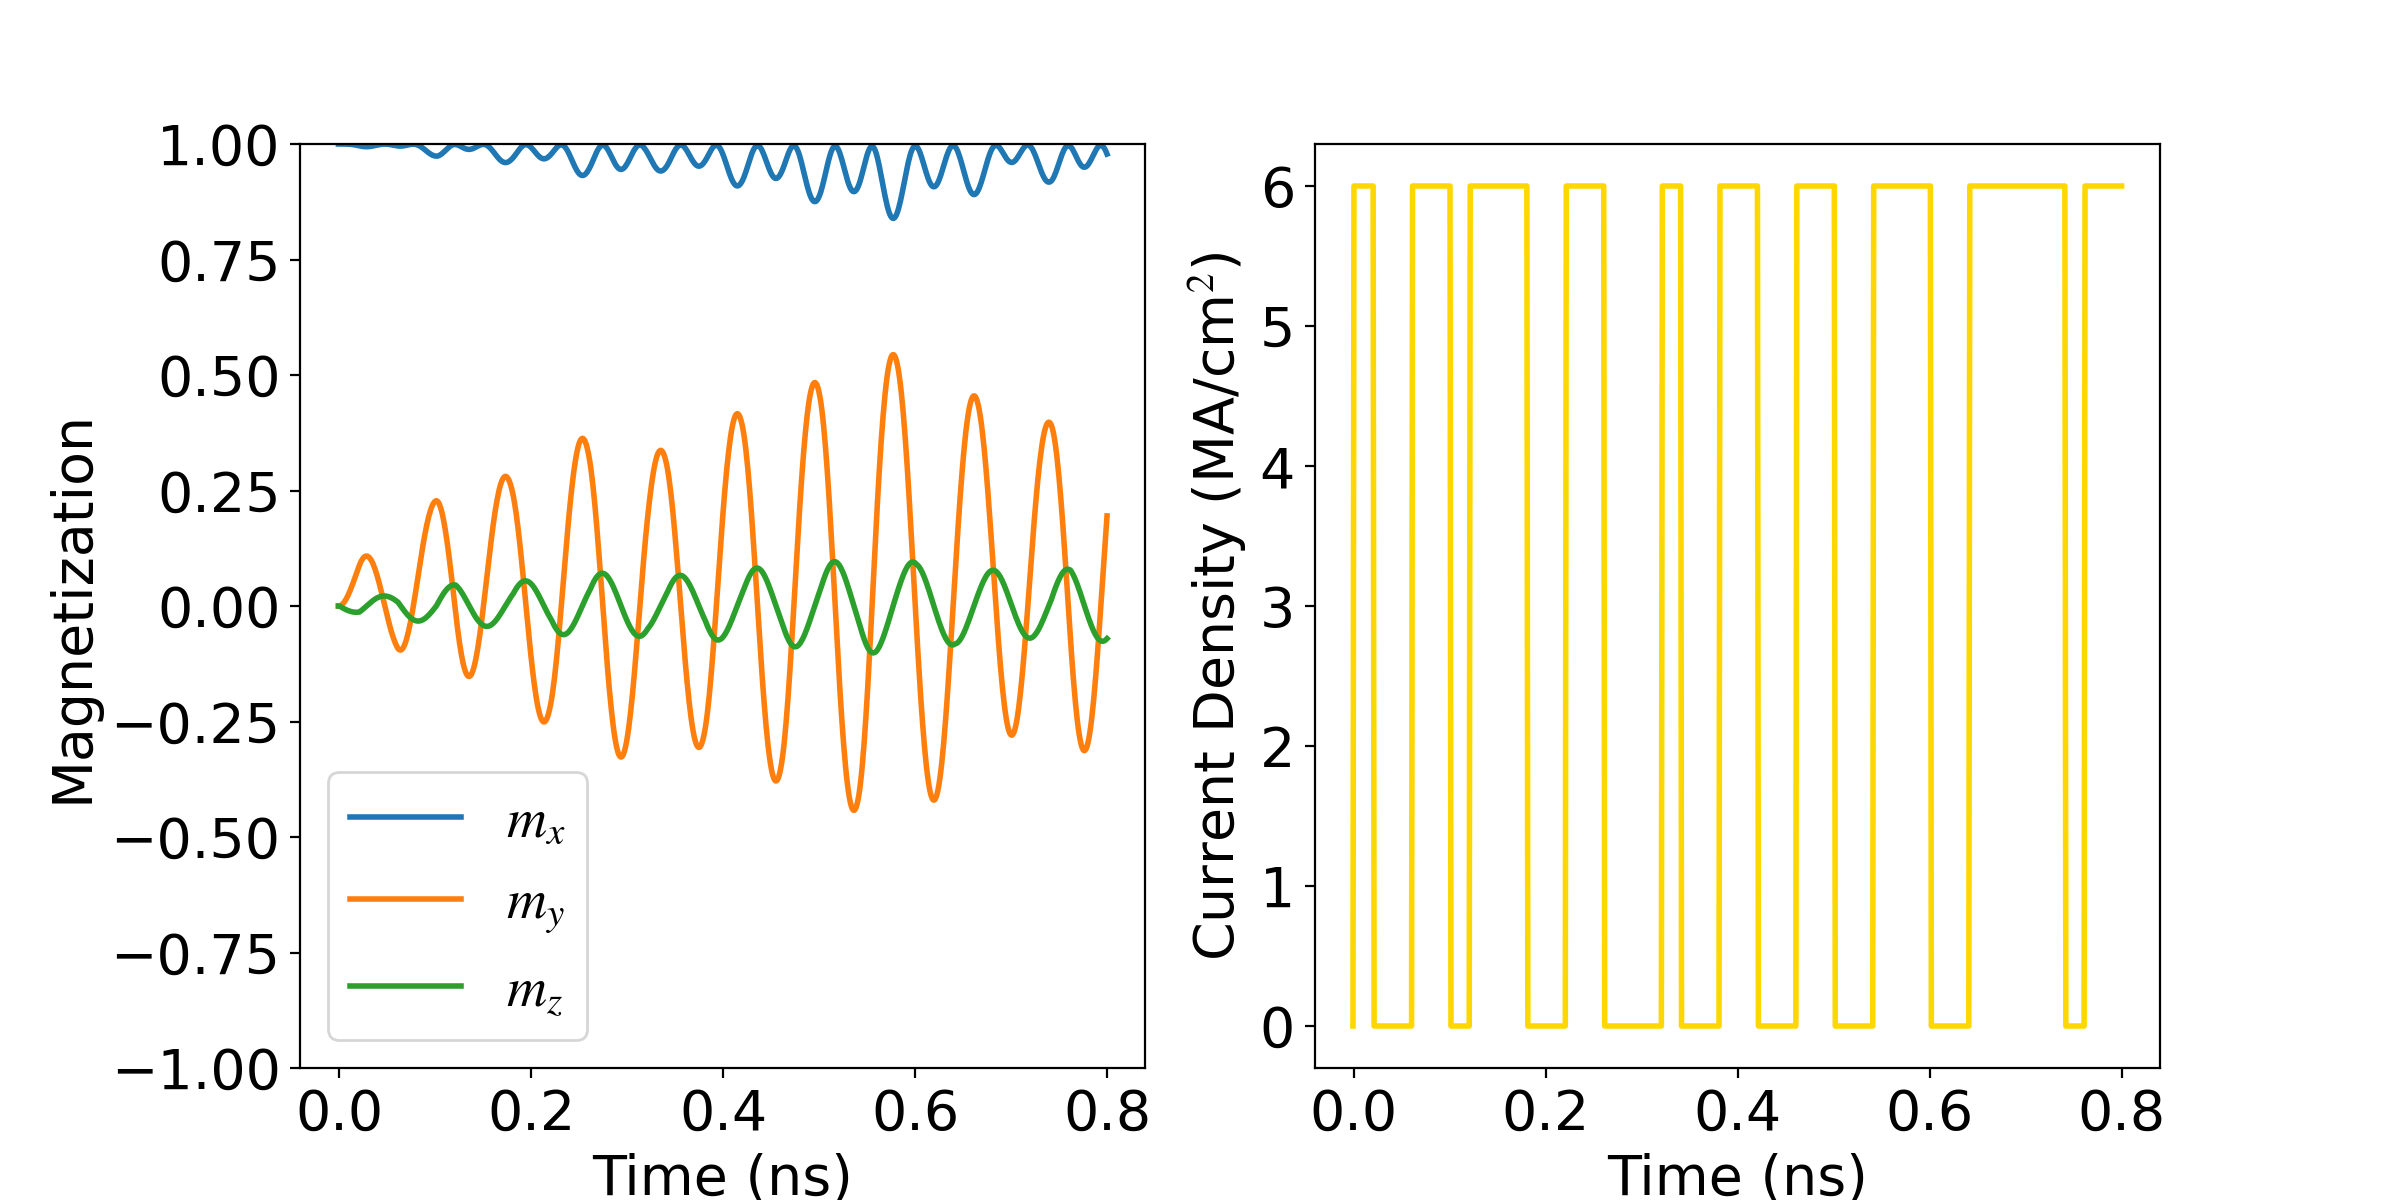 Magnetization
1.00
0.75
0.50
0.25
0.00
−0.25
−0.50
−0.75
−1.00
m_x
m_y
m_z
0.0 0.2 0.4 0.6 0.8
Time (ns)
Current Density (MA/cm²)
6
5
4
3
2
1
0
0.0 0.2 0.4 0.6 0.8
Time (ns)